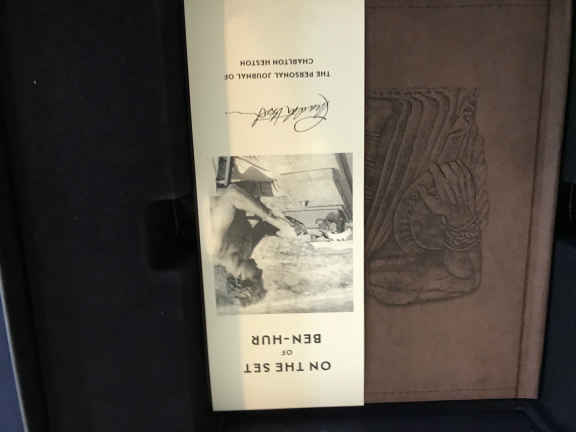 ON THE SET
OF
BEN-HUR
THE PERSONAL JOURNAL OF
CHARLTON HESTON